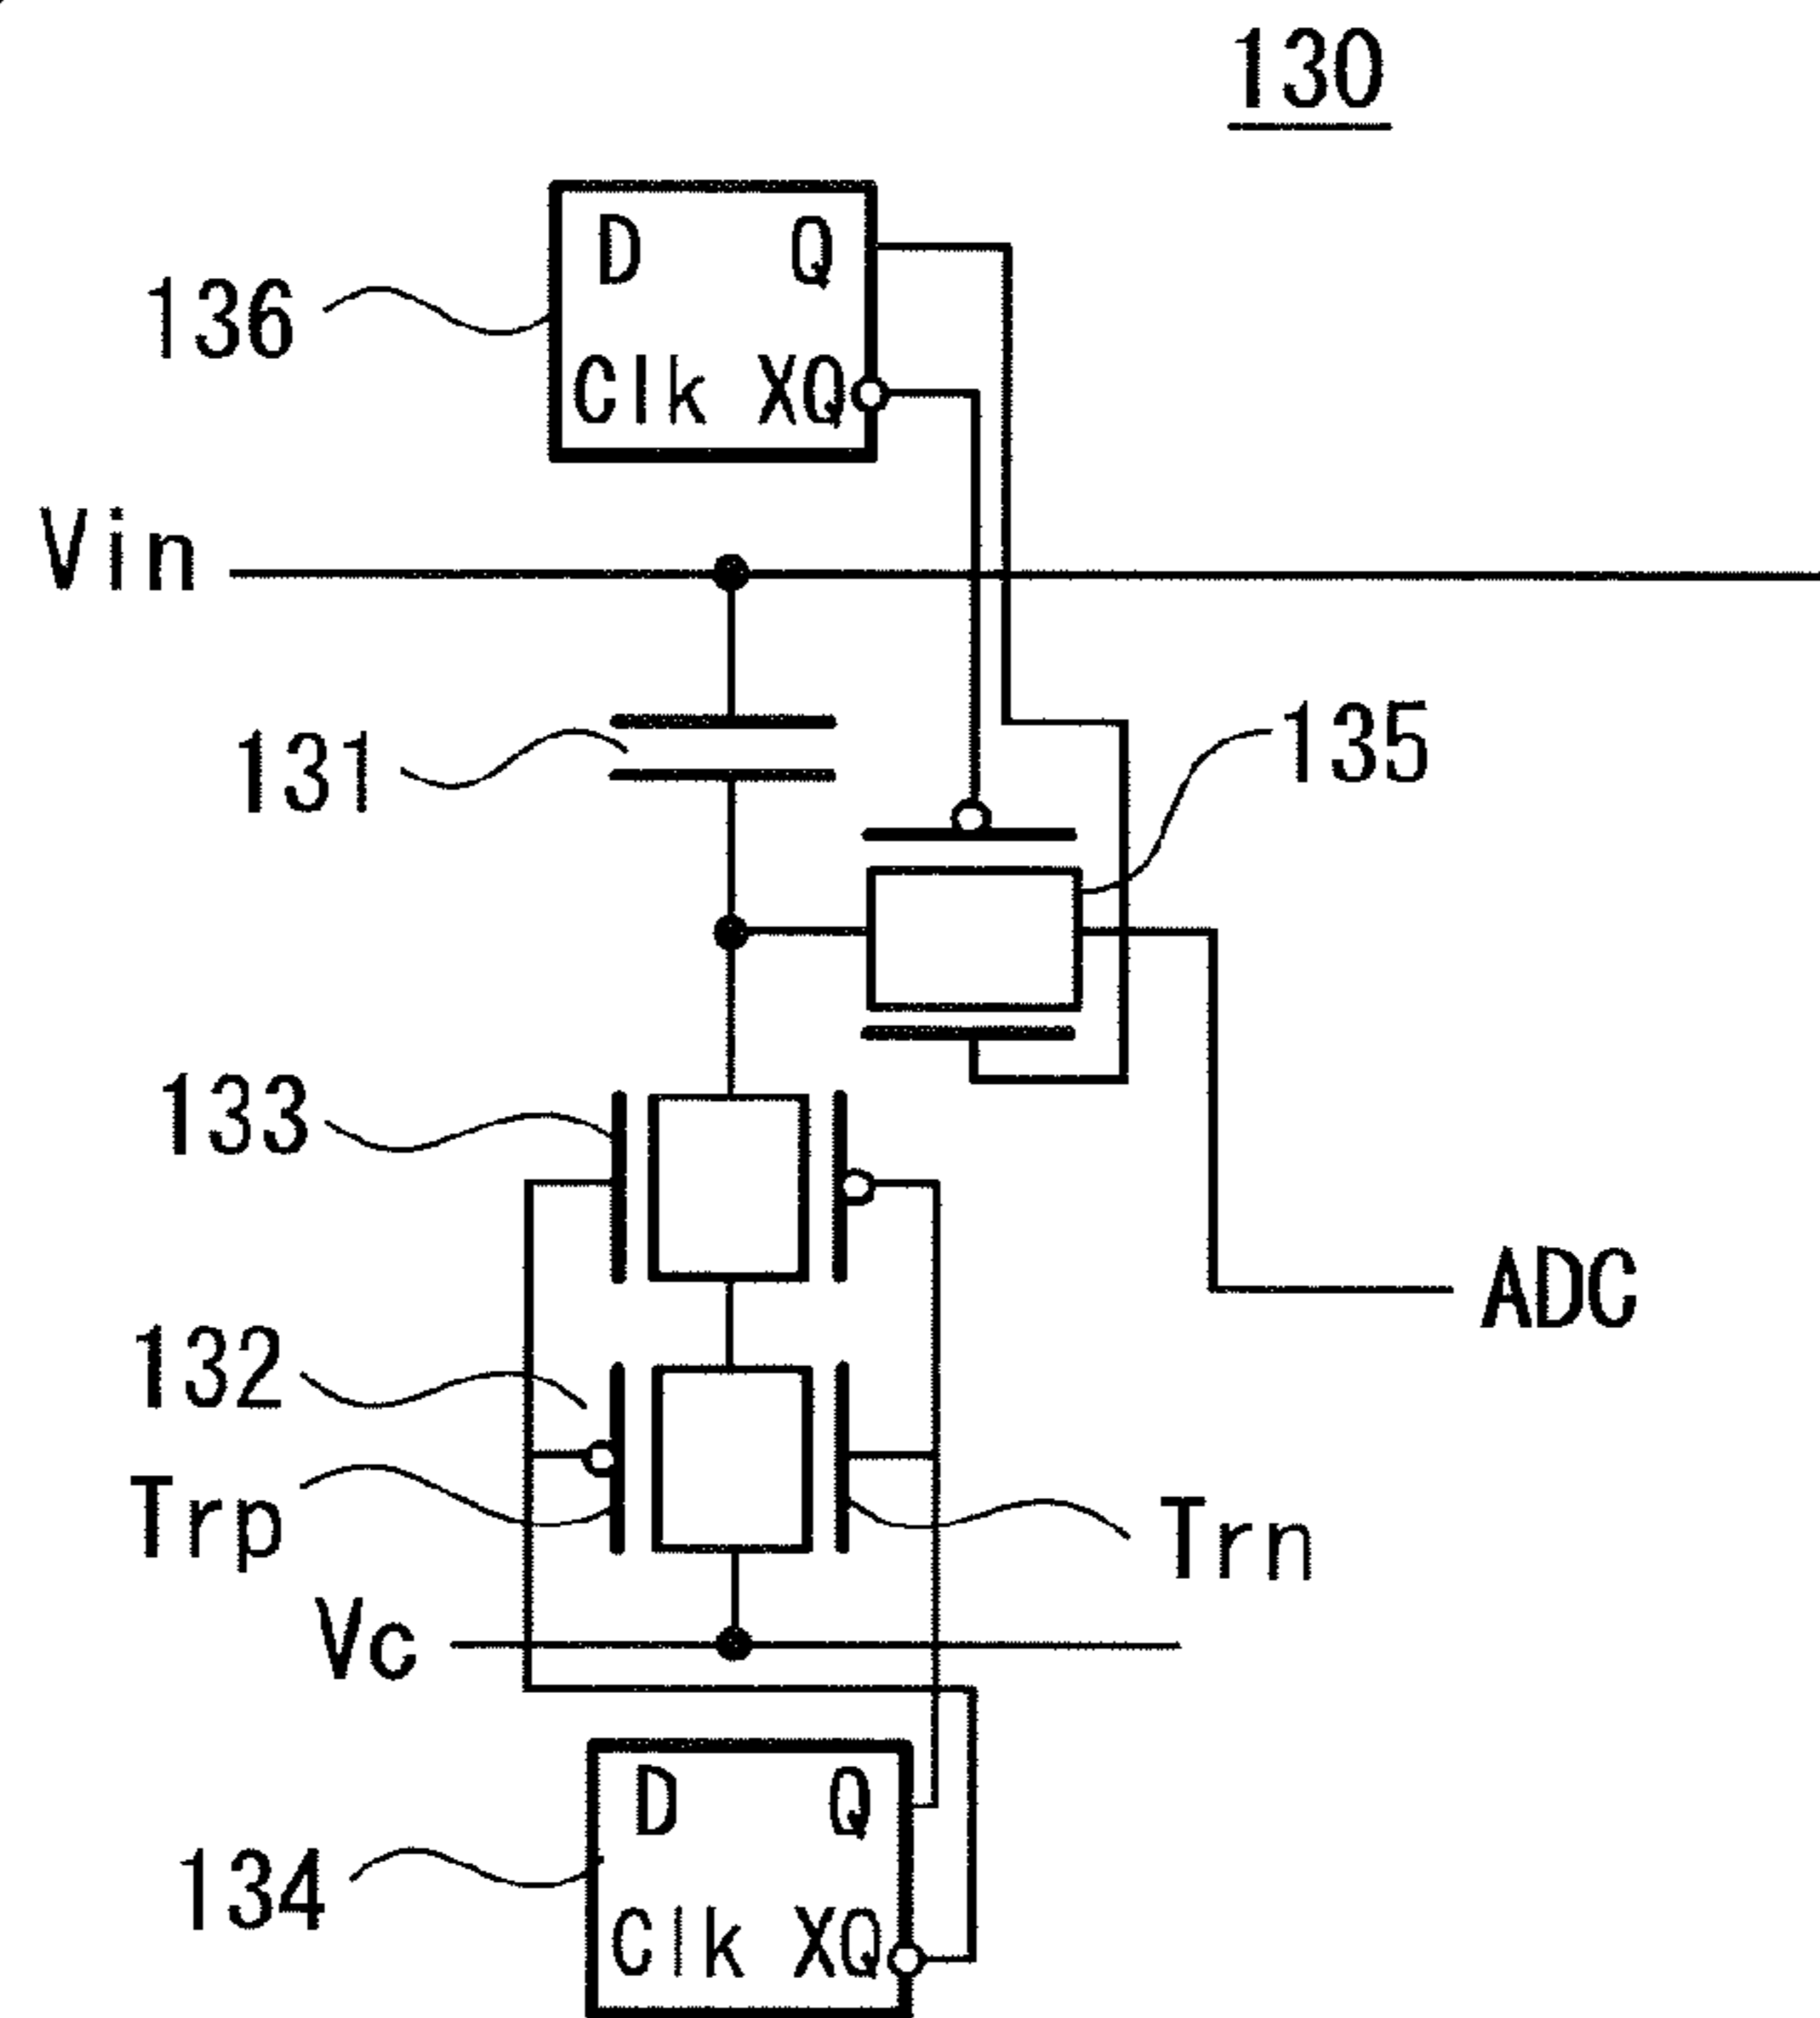 130
D Q
136
Clk XQ
Vin
131
135
133
ADC
132
Trp
Trn
Vc
D Q
134
Clk XQ